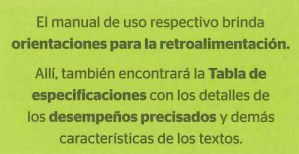 El manual de uso respectivo brinda
orientaciones para la retroalimentación.
Allí, también encontrará la Tabla de
especificaciones con los detalles de
los desempeños precisados y demás
características de los textos.